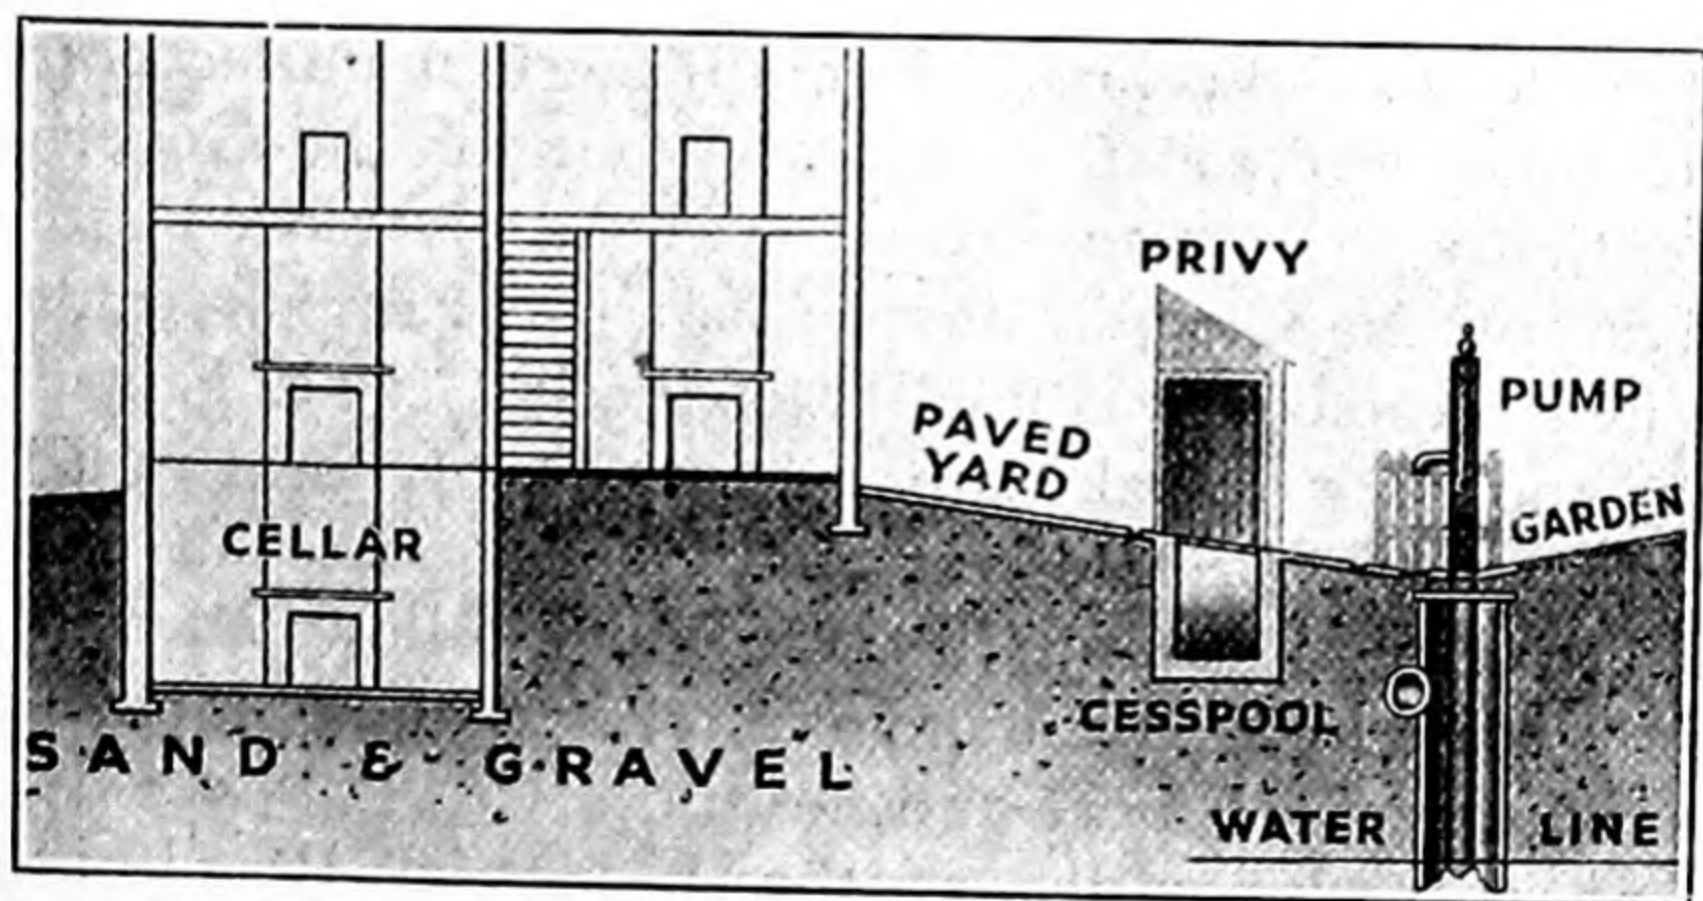 PRIVY
PUMP
PAVED
YARD
GARDEN
CELLAR
CESSPOOL
SAND & GRAVEL
WATER LINE